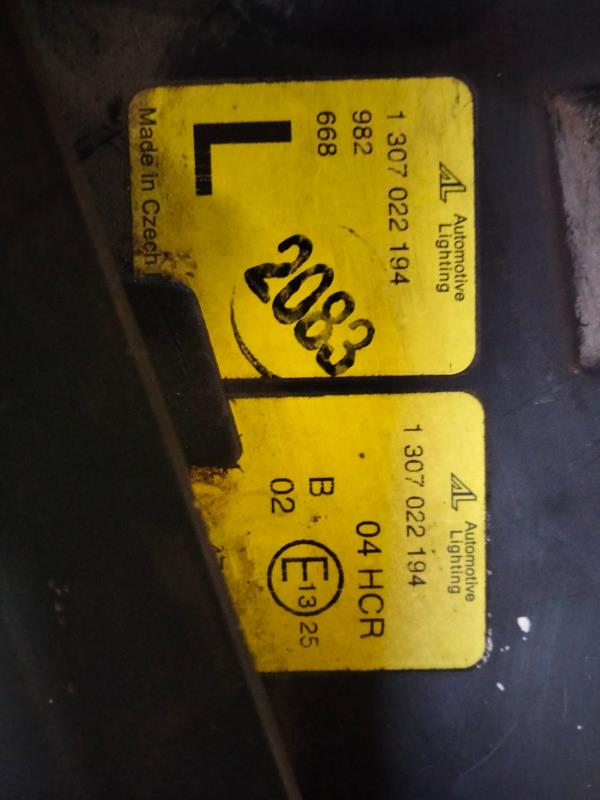 Automotive
Lighting
1 307 022 194
982
668
L
2083
Made in Czech
Automotive
Lighting
1 307 022 194
04 HCR
B
02
E13 25